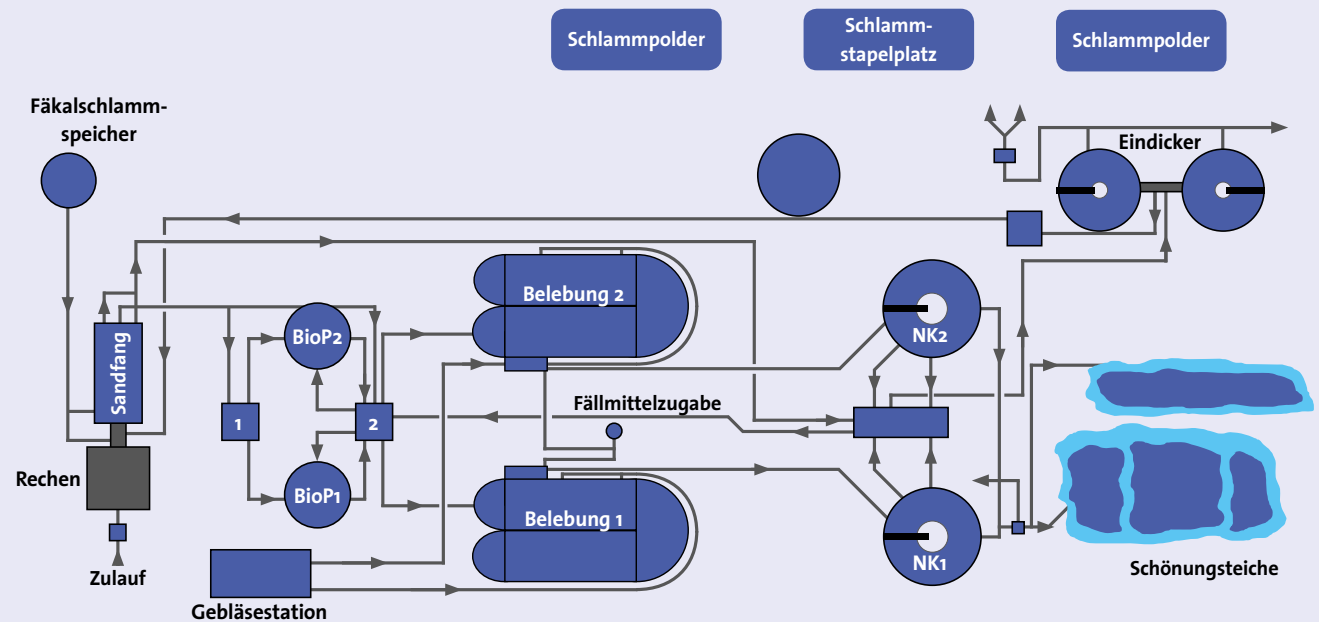 Schlammpolder
Schlamm-
stapelplatz
Schlammpolder
Fäkalschlamm-
speicher
Eindicker
Sandfang
BioP2
Belebung 2
NK2
1
2
Fällmittelzugabe
Rechen
BioP1
Belebung 1
NK1
Zulauf
Gebläsestation
Schönungsteiche